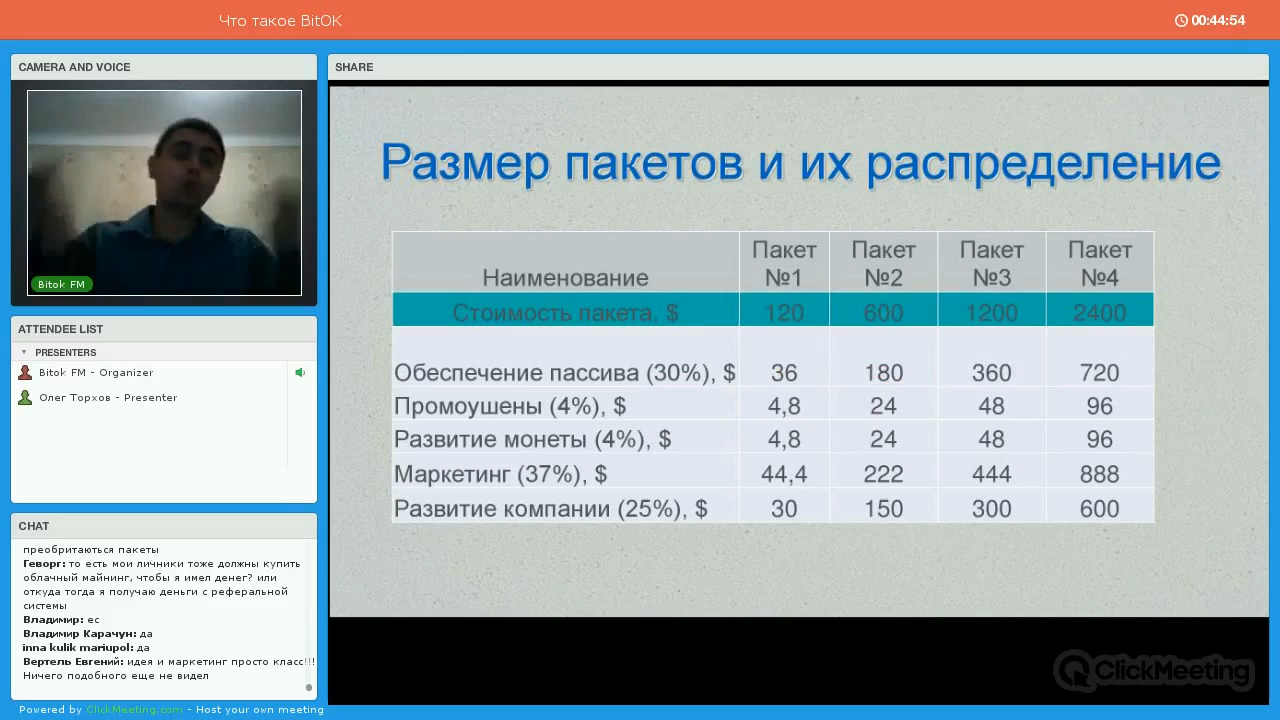 Что такое BitOK
00:44:54
CAMERA AND VOICE
Bitok FM
ATTENDEE LIST
PRESENTERS
Bitok FM - Organizer
Олег Торхов - Presenter
CHAT
преобритаються пакеты
Геворг: то есть мои личники тоже должны купить
облачный майнинг, чтобы я имел денег? или
откуда тогда я получаю деньги с реферальной
системы
Владимир: ес
Владимир Карачун: да
inna kulik mariupol: да
Вертель Евгений: идея и маркетинг просто класс!!!
Ничего подобного еще не видел
SHARE
Размер пакетов и их распределение
Наименование Пакет №1 Пакет №2 Пакет №3 Пакет №4
Стоимость пакета, $ 120 600 1200 2400
Обеспечение пассива (30%), $ 36 180 360 720
Промоушены (4%), $ 4,8 24 48 96
Развитие монеты (4%), $ 4,8 24 48 96
Маркетинг (37%), $ 44,4 222 444 888
Развитие компании (25%), $ 30 150 300 600
ClickMeeting
Powered by ClickMeeting.com - Host your own meeting